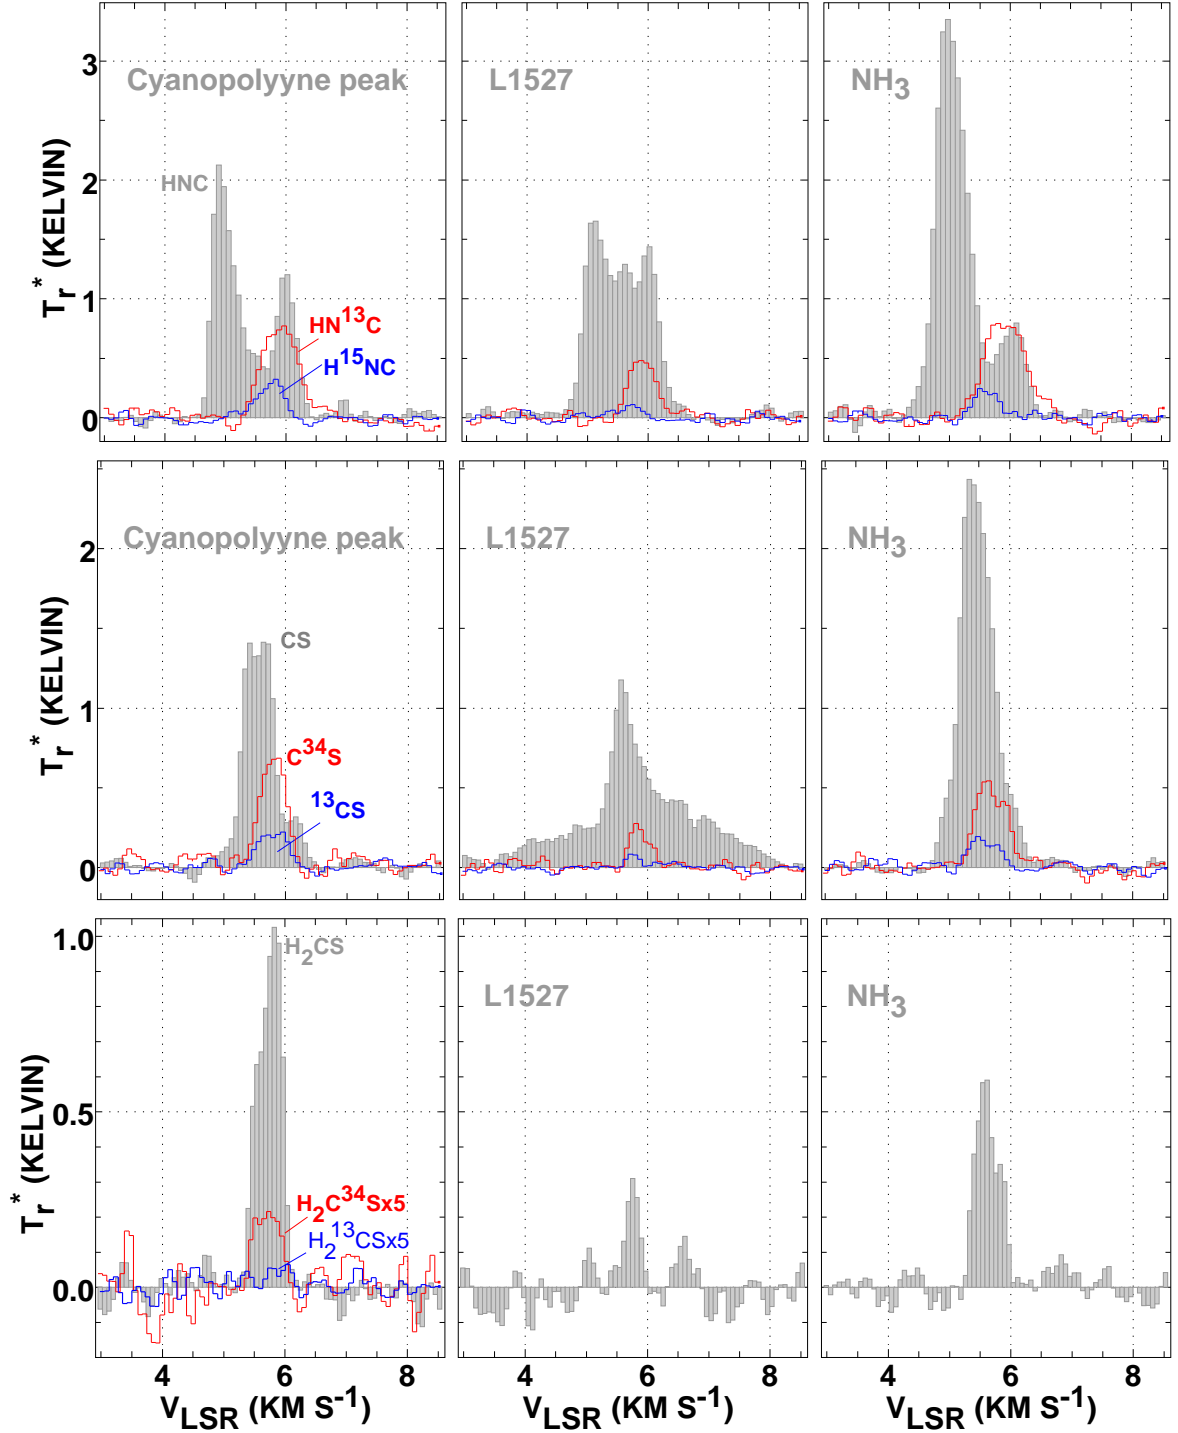 Cyanopolyyne peak
L1527
NH3
HNC
HN13C
H15NC
3
2
1
0
Tr* (KELVIN)
Cyanopolyyne peak
L1527
NH3
CS
C34S
13CS
2
1
0
Tr* (KELVIN)
H2CS
L1527
NH3
H2C34Sx5
H213CSx5
1.0
0.5
0.0
Tr* (KELVIN)
4 6 8
4 6 8
4 6 8
VLSR (KM S-1)
VLSR (KM S-1)
VLSR (KM S-1)